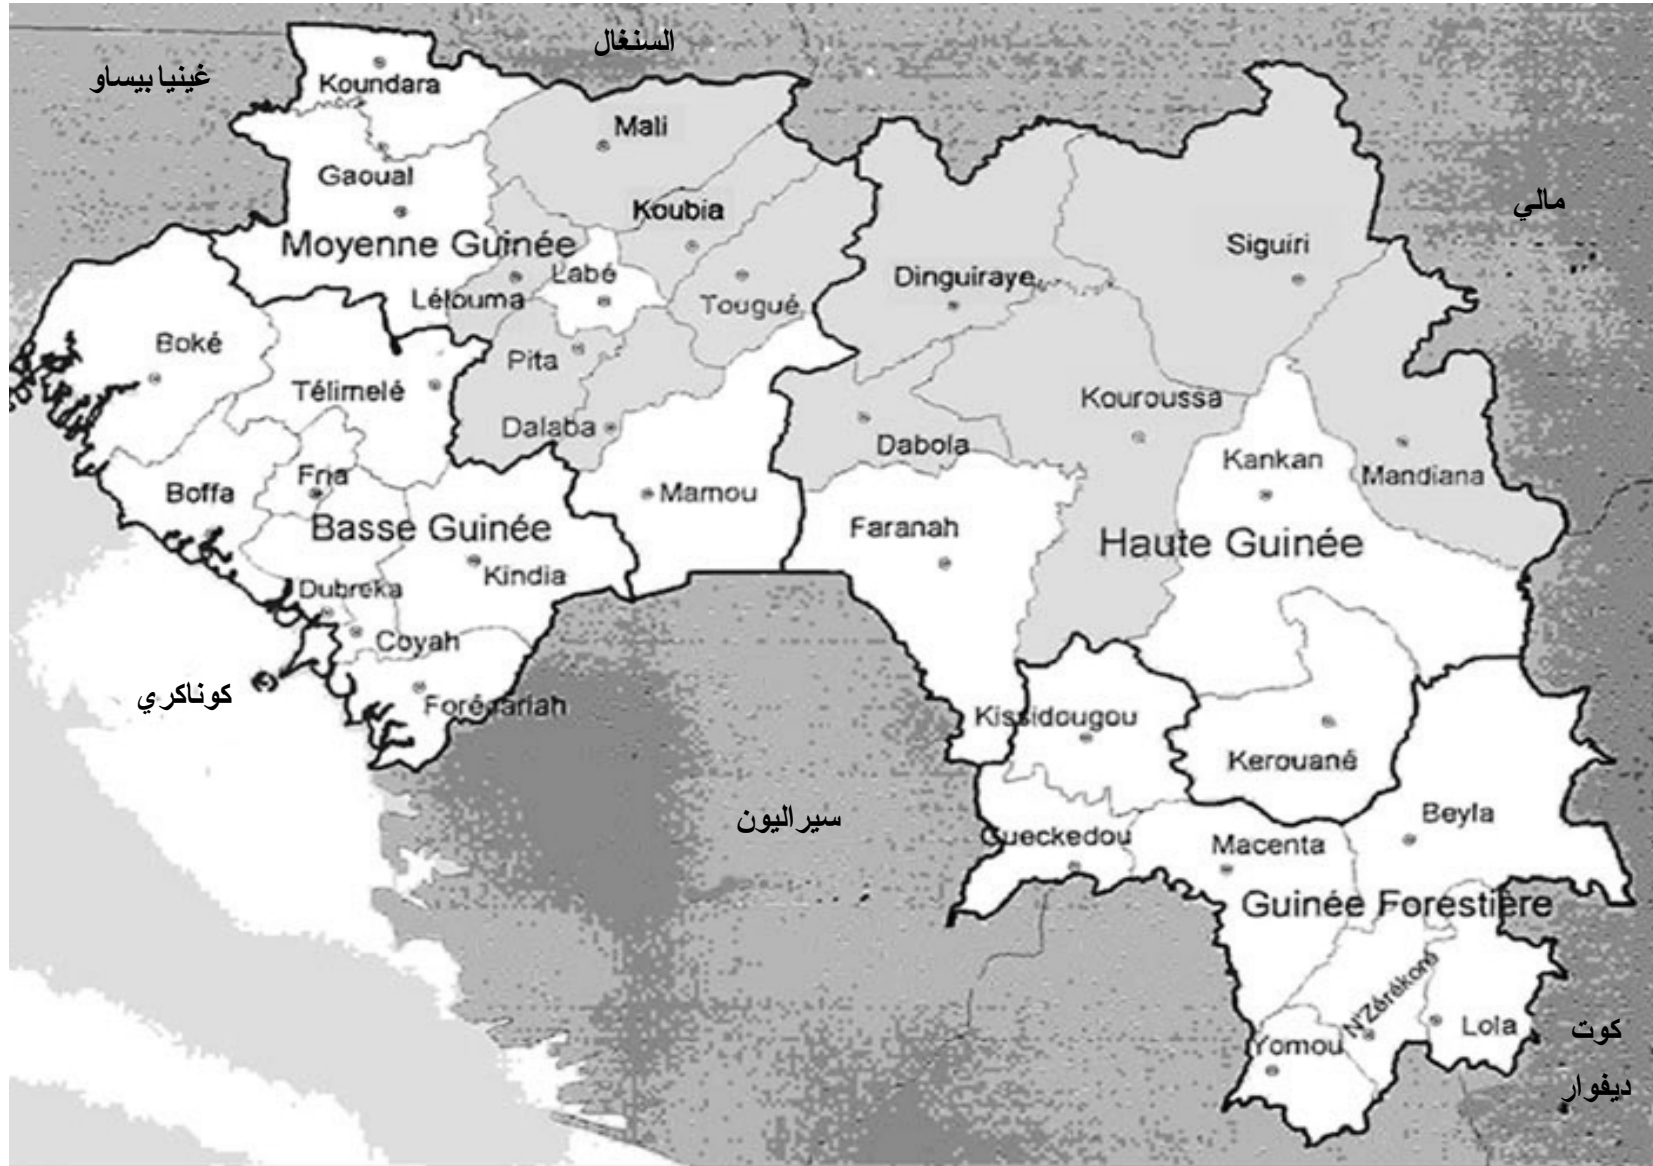 السنغال
غينيا بيساو
Koundara
Mali
Gaoual
مالي
Koubia
Moyenne Guinée
Siguiri
Labé
Dinguiraye
Lélouma
Tougué
Boké
Pita
Télimelé
Kouroussa
Dalaba
Dabola
Kankan
Fria
Mandiana
Boffa
Mamou
Basse Guinée
Faranah
Haute Guinée
Kindia
Dubreka
Coyah
كوناكري
Forécariah
Kissidougou
Kerouané
سيراليون
Beyla
Gueckedou
Macenta
Guinée Forestière
N'Zérékoré
Lola
كوت
ديفوار
Yomou